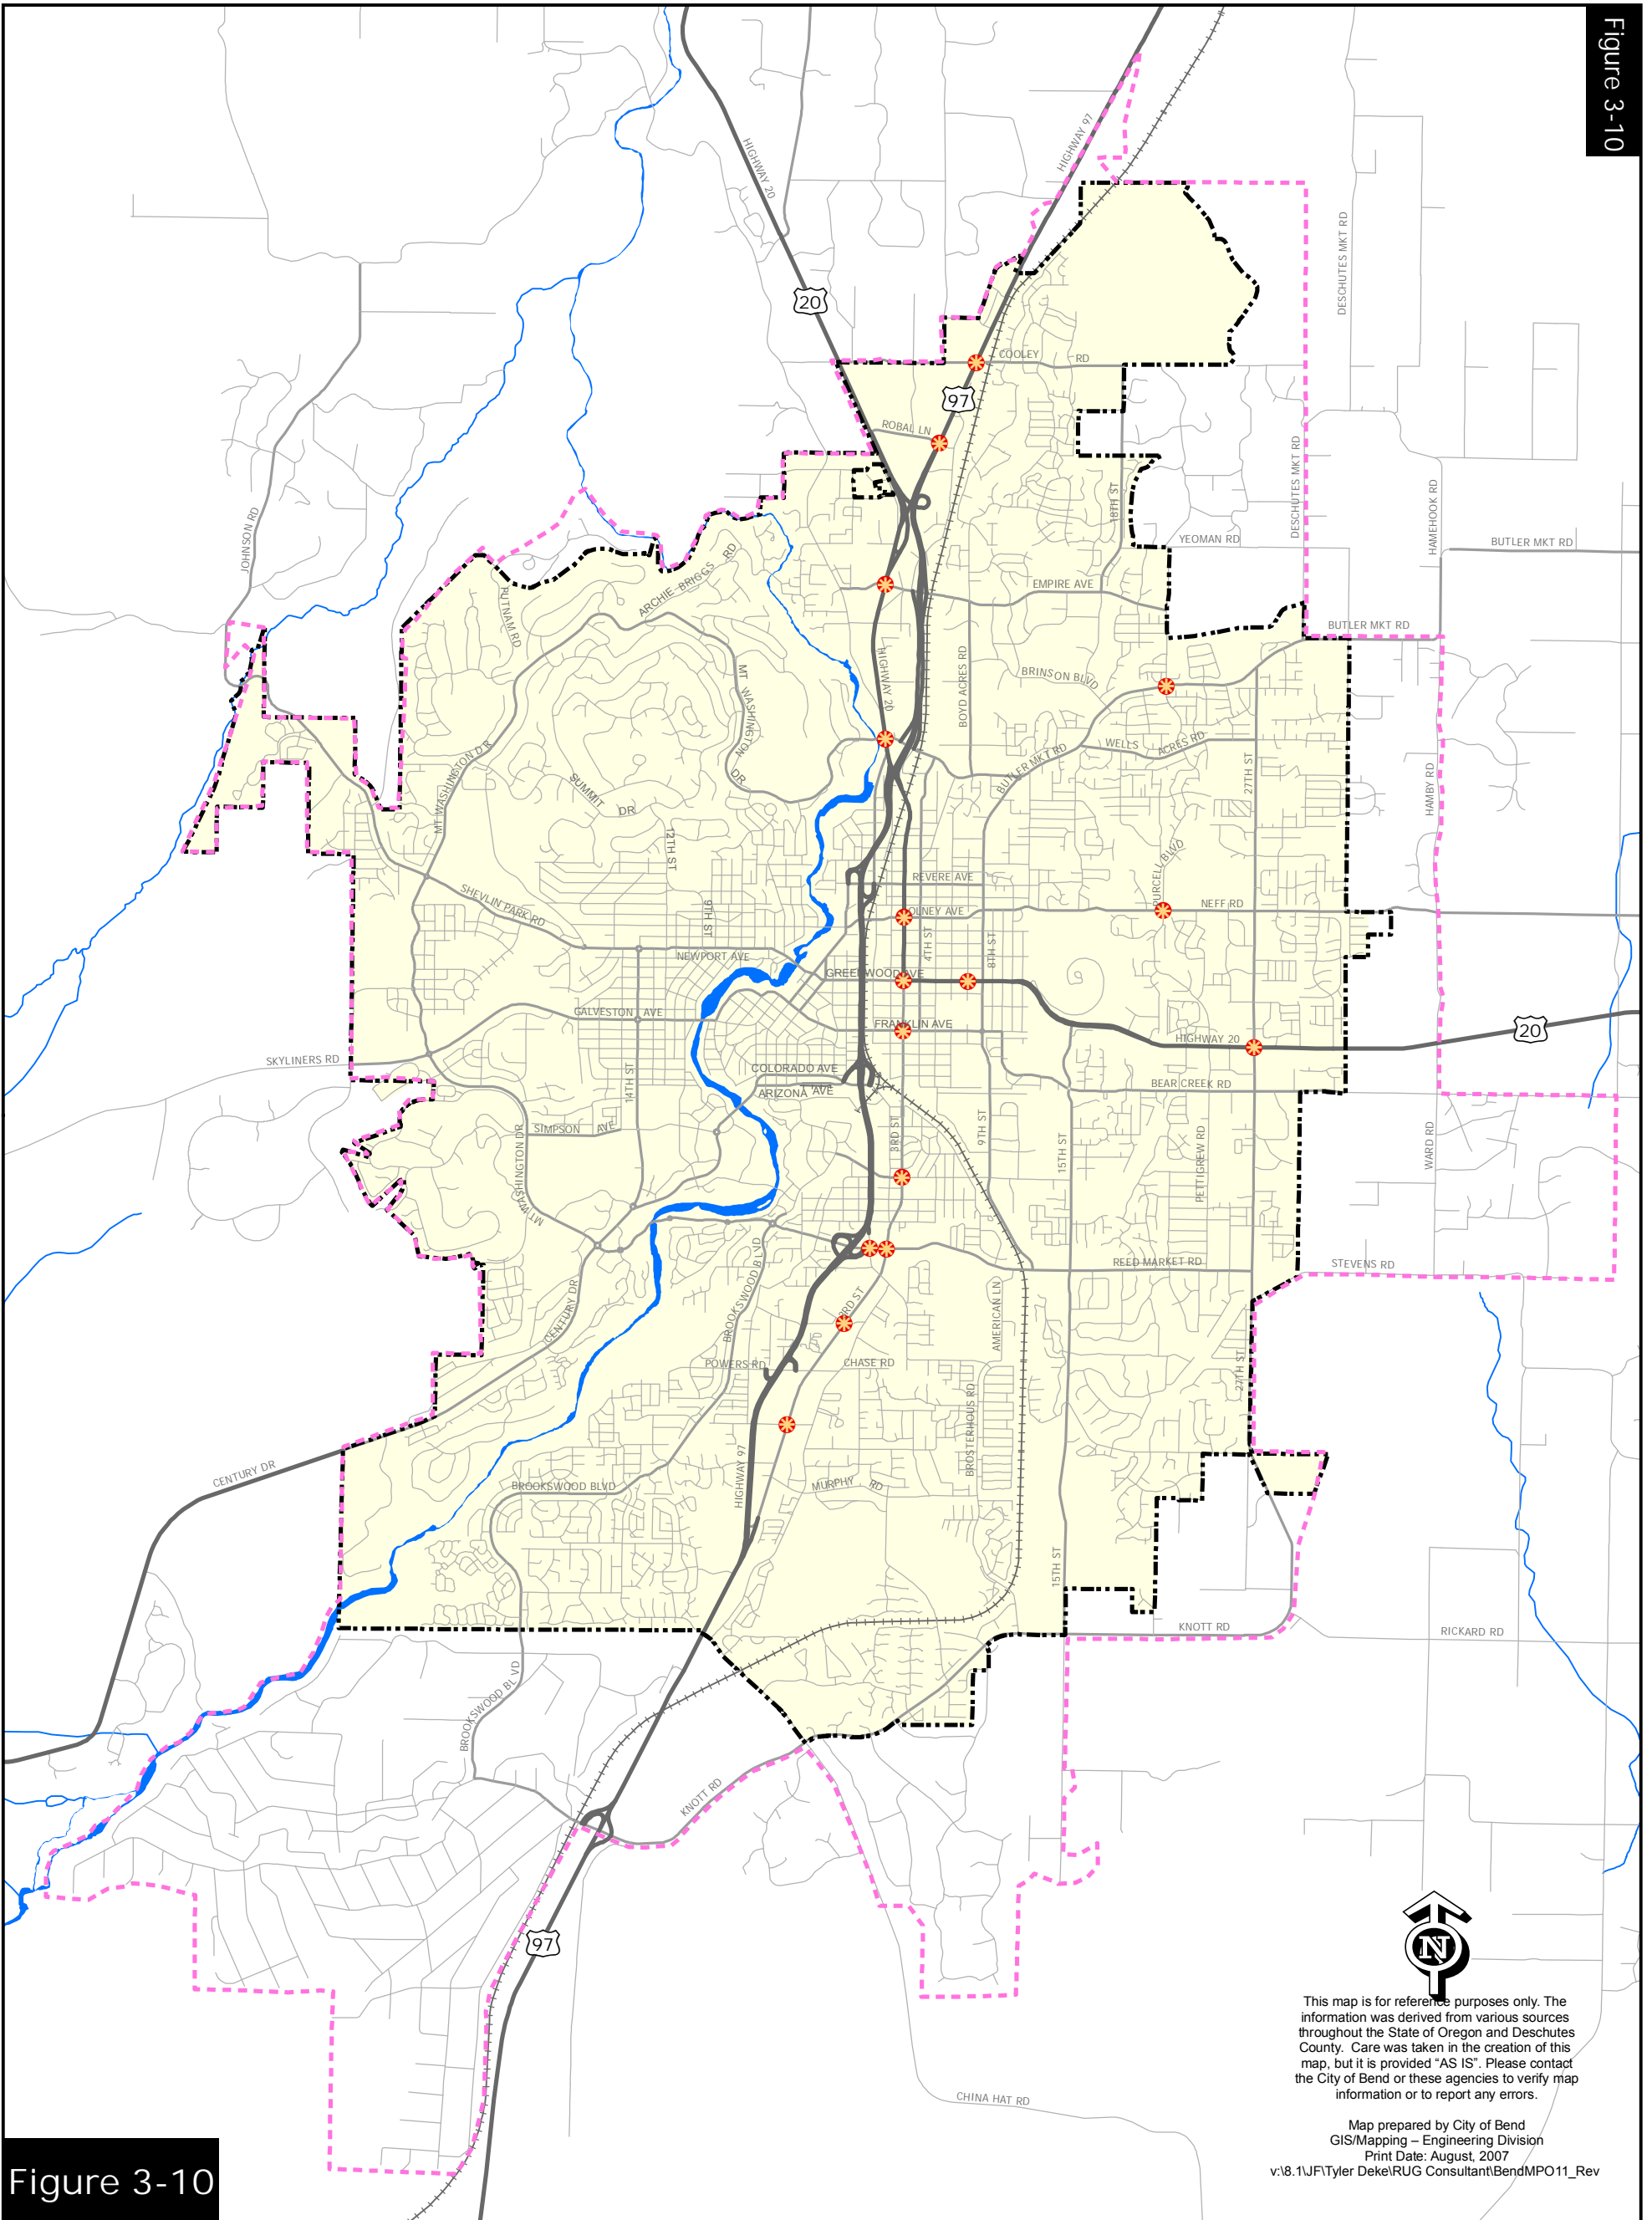 Figure 3-10
HIGHWAY 97
HIGHWAY 20
DESCHUTES MKT RD
20
COOLEY RD
97
ROBAL LN
18TH ST
DESCHUTES MKT RD
HAMEHOOK RD
JOHNSON RD
YEOMAN RD
BUTLER MKT RD
ARCHIE BRIGGS RD
EMPIRE AVE
PUTNAM RD
BUTLER MKT RD
HIGHWAY 20
BOYD ACRES RD
BRINSON BLVD
MT WASHINGTON DR
WELLS ACRES RD
BUTLER MKT RD
27TH ST
MT WASHINGTON DR
SUMMIT DR
HAMBY RD
12TH ST
PURCELL BLVD
REVERE AVE
SHEVLIN PARK RD
9TH ST
OLNEY AVE
NEFF RD
4TH ST
8TH ST
NEWPORT AVE
GREENWOOD AVE
GALVESTON AVE
FRANKLIN AVE
HIGHWAY 20
20
SKYLINERS RD
COLORADO AVE
BEAR CREEK RD
ARIZONA AVE
14TH ST
SIMPSON AVE
3RD ST
9TH ST
15TH ST
PETTIGREW RD
WARD RD
MT WASHINGTON DR
REED MARKET RD
STEVENS RD
BROOKSWOOD BLVD
CENTURY DR
3RD ST
AMERICAN LN
POWERS RD
CHASE RD
27TH ST
BROSTERHOUS RD
CENTURY DR
HIGHWAY 97
BROOKSWOOD BLVD
MURPHY RD
15TH ST
KNOTT RD
RICKARD RD
BROOKSWOOD BLVD
KNOTT RD
97
N
CHINA HAT RD
This map is for reference purposes only. The
information was derived from various sources
throughout the State of Oregon and Deschutes
County. Care was taken in the creation of this
map, but it is provided “AS IS”. Please contact
the City of Bend or these agencies to verify map
information or to report any errors.
Map prepared by City of Bend
GIS/Mapping – Engineering Division
Print Date: August, 2007
v:\8.1\JF\Tyler Deke\RUG Consultant\BendMPO11_Rev
Figure 3-10